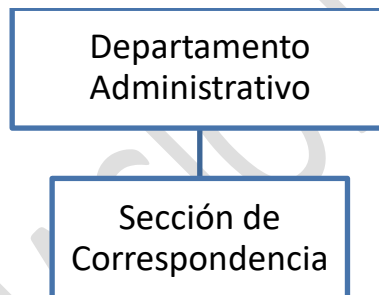 Departamento
Administrativo
Sección de
Correspondencia